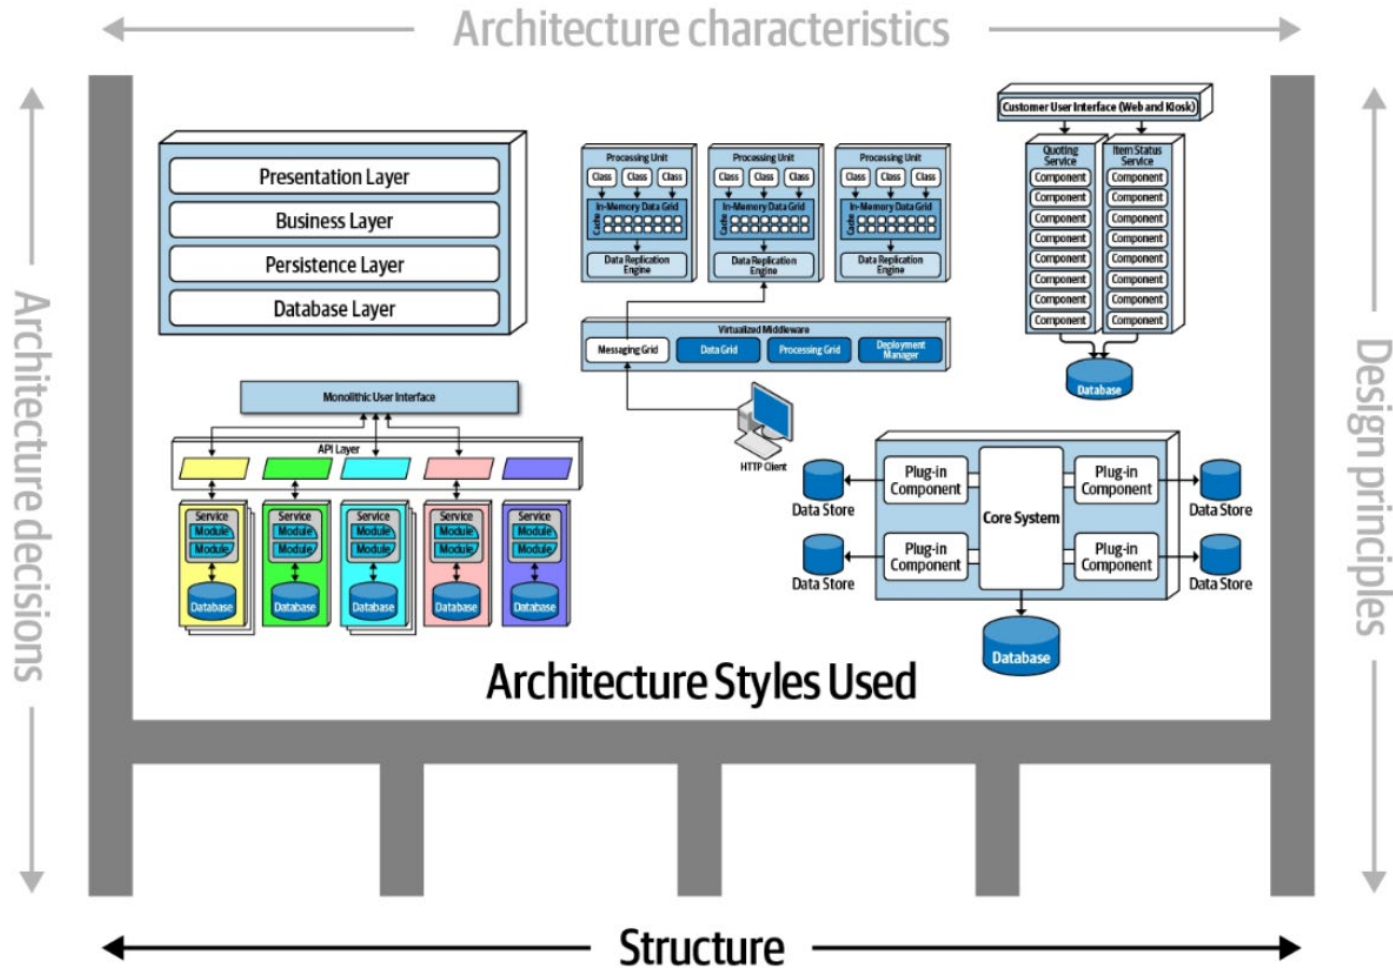 Architecture characteristics
Architecture decisions
Design principles
Presentation Layer
Business Layer
Persistence Layer
Database Layer
Processing Unit
Class
Class
Class
In-Memory Data Grid
Cache
Data Replication
Engine
Processing Unit
Class
Class
Class
In-Memory Data Grid
Cache
Data Replication
Engine
Processing Unit
Class
Class
Class
In-Memory Data Grid
Cache
Data Replication
Engine
Virtualized Middleware
Messaging Grid
Data Grid
Processing Grid
Deployment
Manager
HTTP Client
Customer User Interface (Web and Kiosk)
Quoting
Service
Component
Component
Component
Component
Component
Component
Component
Component
Item Status
Service
Component
Component
Component
Component
Component
Component
Component
Component
Database
Monolithic User Interface
API Layer
Service
Module
Module
Database
Service
Module
Module
Database
Service
Module
Module
Database
Service
Module
Module
Database
Service
Module
Module
Database
Data Store
Data Store
Plug-in
Component
Plug-in
Component
Core System
Plug-in
Component
Plug-in
Component
Data Store
Data Store
Database
Architecture Styles Used
Structure